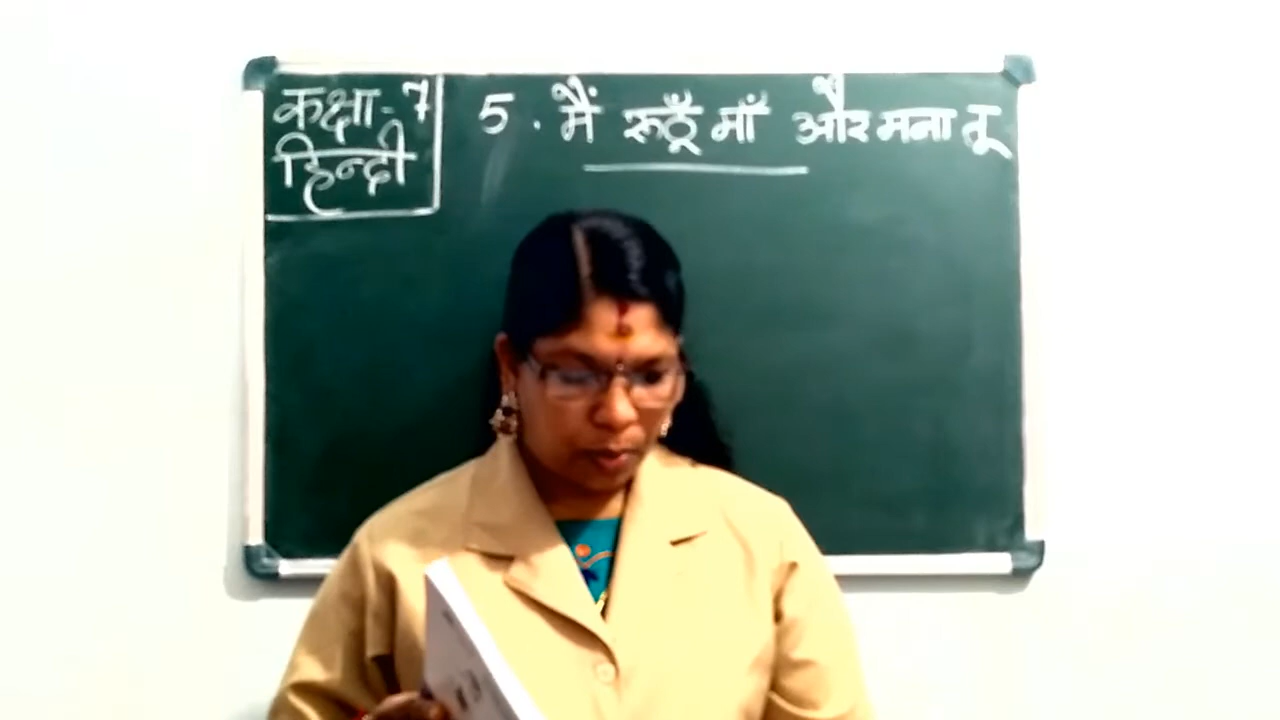 कक्षा-7
हिन्दी
5. मैं रूठूँ माँ और मना तू